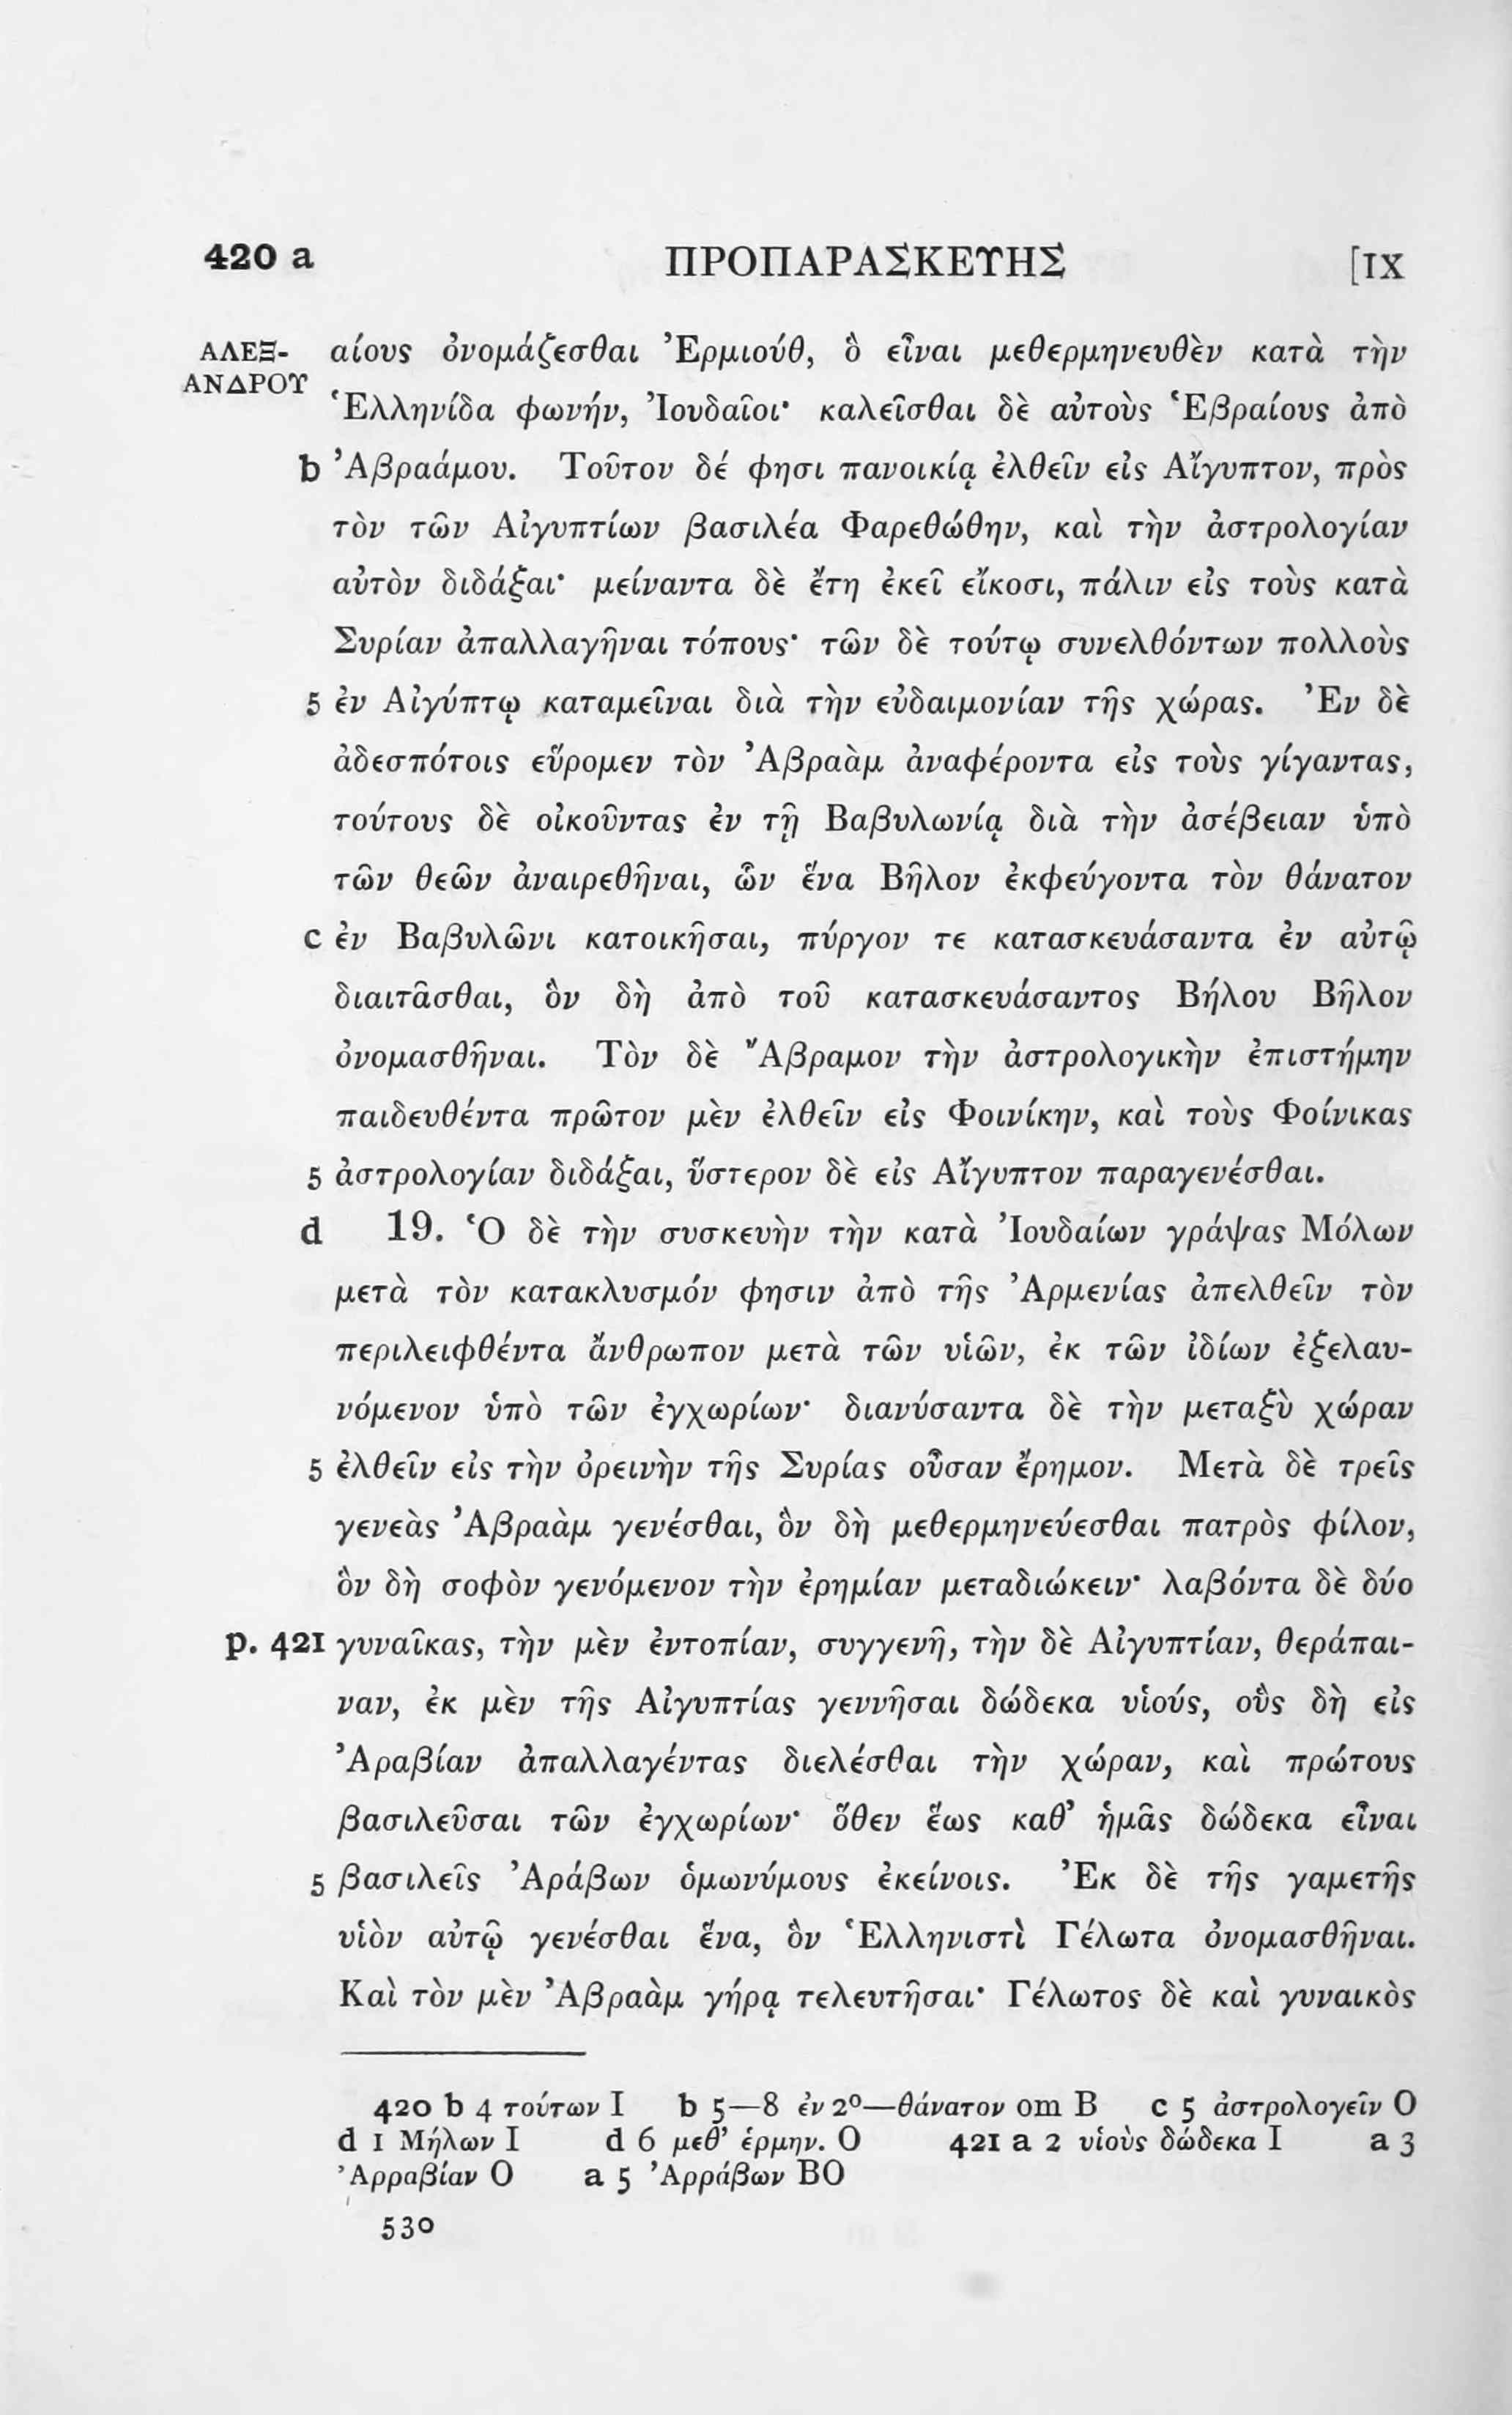 420 a ΠΡΟΠΑΡΑΣΚΕΥΗΣ [IX
ΑΛΕΞ- αίους ὀνομάζεσθαι Ἑρμιούθ, ὃ εἶναι μεθερμηνευθὲν κατὰ τὴν
ΑΝΔΡΟΥ Ἑλληνίδα φωνήν, Ἰουδαῖοι· καλεῖσθαι δὲ αὐτοὺς Ἑβραίους ἀπὸ
b Ἀβραάμου. Τοῦτον δέ φησι πανοικίᾳ ἐλθεῖν εἰς Αἴγυπτον, πρὸς
τὸν τῶν Αἰγυπτίων βασιλέα Φαρεθώθην, καὶ τὴν ἀστρολογίαν
αὐτὸν διδάξαι· μείναντα δὲ ἔτη ἐκεῖ εἴκοσι, πάλιν εἰς τοὺς κατὰ
Συρίαν ἀπαλλαγῆναι τόπους· τῶν δὲ τούτῳ συνελθόντων πολλοὺς
5 ἐν Αἰγύπτῳ καταμεῖναι διὰ τὴν εὐδαιμονίαν τῆς χώρας. Ἐν δὲ
ἀδεσπότοις εὕρομεν τὸν Ἀβραὰμ ἀναφέροντα εἰς τοὺς γίγαντας,
τούτους δὲ οἰκοῦντας ἐν τῇ Βαβυλωνίᾳ διὰ τὴν ἀσέβειαν ὑπὸ
τῶν θεῶν ἀναιρεθῆναι, ὧν ἕνα Βῆλον ἐκφεύγοντα τὸν θάνατον
c ἐν Βαβυλῶνι κατοικῆσαι, πύργον τε κατασκευάσαντα ἐν αὐτῷ
διαιτᾶσθαι, ὃν δὴ ἀπὸ τοῦ κατασκευάσαντος Βήλου Βῆλον
ὀνομασθῆναι. Τὸν δὲ Ἄβραμον τὴν ἀστρολογικὴν ἐπιστήμην
παιδευθέντα πρῶτον μὲν ἐλθεῖν εἰς Φοινίκην, καὶ τοὺς Φοίνικας
5 ἀστρολογίαν διδάξαι, ὕστερον δὲ εἰς Αἴγυπτον παραγενέσθαι.
d 19. Ὁ δὲ τὴν συσκευὴν τὴν κατὰ Ἰουδαίων γράψας Μόλων
μετὰ τὸν κατακλυσμόν φησιν ἀπὸ τῆς Ἀρμενίας ἀπελθεῖν τὸν
περιλειφθέντα ἄνθρωπον μετὰ τῶν υἱῶν, ἐκ τῶν ἰδίων ἐξελαυ-
νόμενον ὑπὸ τῶν ἐγχωρίων· διανύσαντα δὲ τὴν μεταξὺ χώραν
5 ἐλθεῖν εἰς τὴν ὀρεινὴν τῆς Συρίας οὖσαν ἔρημον. Μετὰ δὲ τρεῖς
γενεὰς Ἀβραὰμ γενέσθαι, ὃν δὴ μεθερμηνεύεσθαι πατρὸς φίλον,
ὃν δὴ σοφὸν γενόμενον τὴν ἐρημίαν μεταδιώκειν· λαβόντα δὲ δύο
p. 421 γυναῖκας, τὴν μὲν ἐντοπίαν, συγγενῆ, τὴν δὲ Αἰγυπτίαν, θεράπαι-
ναν, ἐκ μὲν τῆς Αἰγυπτίας γεννῆσαι δώδεκα υἱούς, οὓς δὴ εἰς
Ἀραβίαν ἀπαλλαγέντας διελέσθαι τὴν χώραν, καὶ πρώτους
βασιλεῦσαι τῶν ἐγχωρίων· ὅθεν ἕως καθ’ ἡμᾶς δώδεκα εἶναι
5 βασιλεῖς Ἀράβων ὁμωνύμους ἐκείνοις. Ἐκ δὲ τῆς γαμετῆς
υἱὸν αὐτῷ γενέσθαι ἕνα, ὃν Ἑλληνιστὶ Γέλωτα ὀνομασθῆναι.
Καὶ τὸν μὲν Ἀβραὰμ γήρᾳ τελευτῆσαι· Γέλωτος δὲ καὶ γυναικὸς
420 b 4 τούτων I b 5—8 ἐν 2º—θάνατον om B c 5 ἀστρολογεῖν O
d 1 Μήλων I d 6 μεθ’ ἑρμην. O 421 a 2 υἱοὺς δώδεκα I a 3
Ἀρραβίαν O a 5 Ἀρράβων BO
530